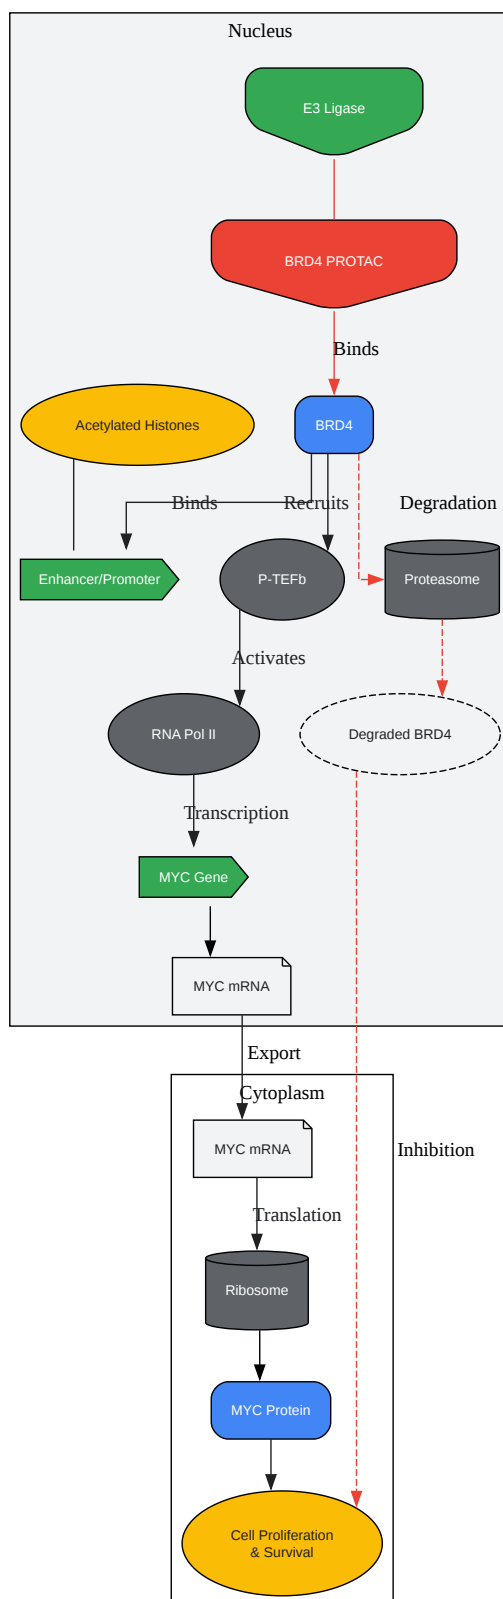 Nucleus
E3 Ligase
BRD4 PROTAC
Binds
Acetylated Histones
BRD4
Binds
Recruits
Degradation
Enhancer/Promoter
P-TEFb
Proteasome
Activates
RNA Pol II
Degraded BRD4
Transcription
MYC Gene
MYC mRNA
Export
Cytoplasm
MYC mRNA
Inhibition
Translation
Ribosome
MYC Protein
Cell Proliferation
& Survival